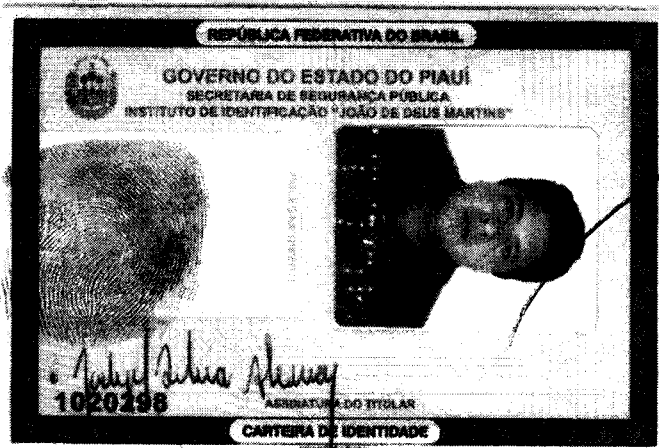 REPÚBLICA FEDERATIVA DO BRASIL
GOVERNO DO ESTADO DO PIAUÍ
SECRETARIA DE SEGURANÇA PÚBLICA
INSTITUTO DE IDENTIFICAÇÃO "JOÃO DE DEUS MARTINS"
1020298
ASSINATURA DO TITULAR
CARTEIRA DE IDENTIDADE